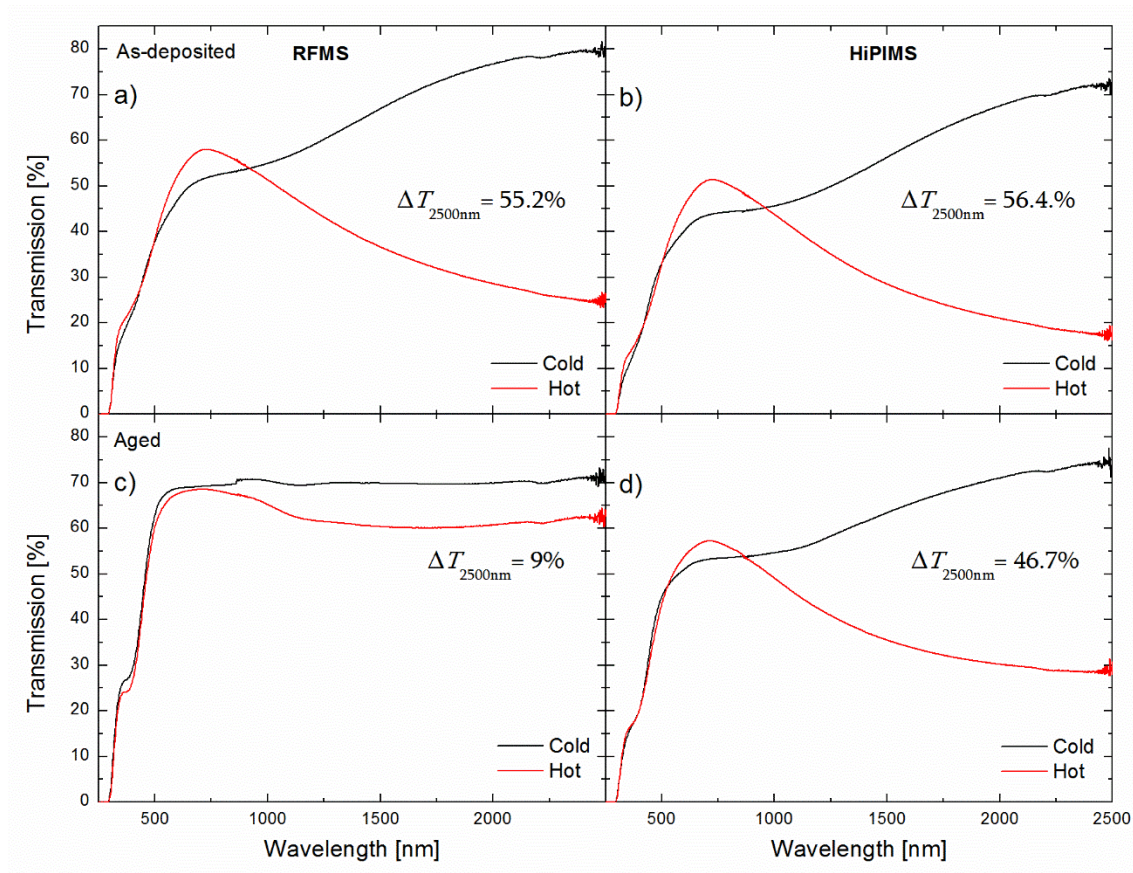 RFMS
HiPIMS
As-deposited
a)
b)
80
70
60
50
40
30
20
10
0
Transmission [%]
ΔT2500nm = 55.2%
ΔT2500nm = 56.4.%
Cold
Hot
Cold
Hot
Aged
c)
d)
80
70
60
50
40
30
20
10
0
Transmission [%]
ΔT2500nm = 9%
ΔT2500nm = 46.7%
Cold
Hot
Cold
Hot
500 1000 1500 2000
500 1000 1500 2000 2500
Wavelength [nm]
Wavelength [nm]